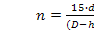 n = 15·d
(D−h